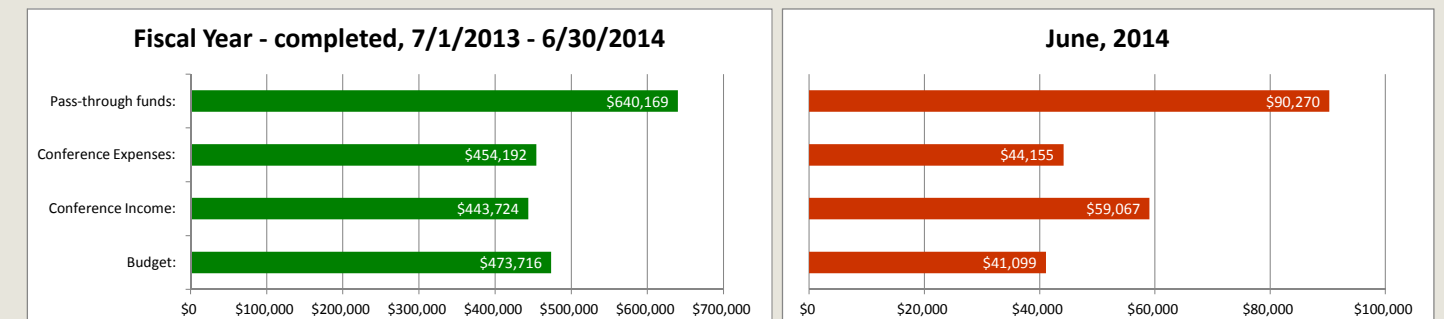 Fiscal Year - completed, 7/1/2013 - 6/30/2014
Pass-through funds:
$640,169
Conference Expenses:
$454,192
Conference Income:
$443,724
Budget:
$473,716
$0 $100,000 $200,000 $300,000 $400,000 $500,000 $600,000 $700,000
June, 2014
$90,270
$44,155
$59,067
$41,099
$0 $20,000 $40,000 $60,000 $80,000 $100,000